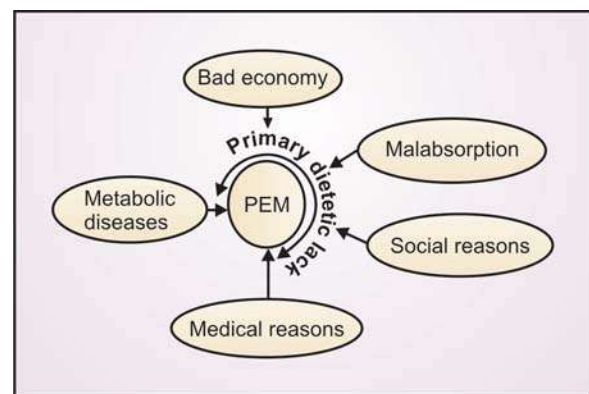 Bad economy
Primary dietetic lack
Malabsorption
Metabolic
diseases
PEM
Social reasons
Medical reasons